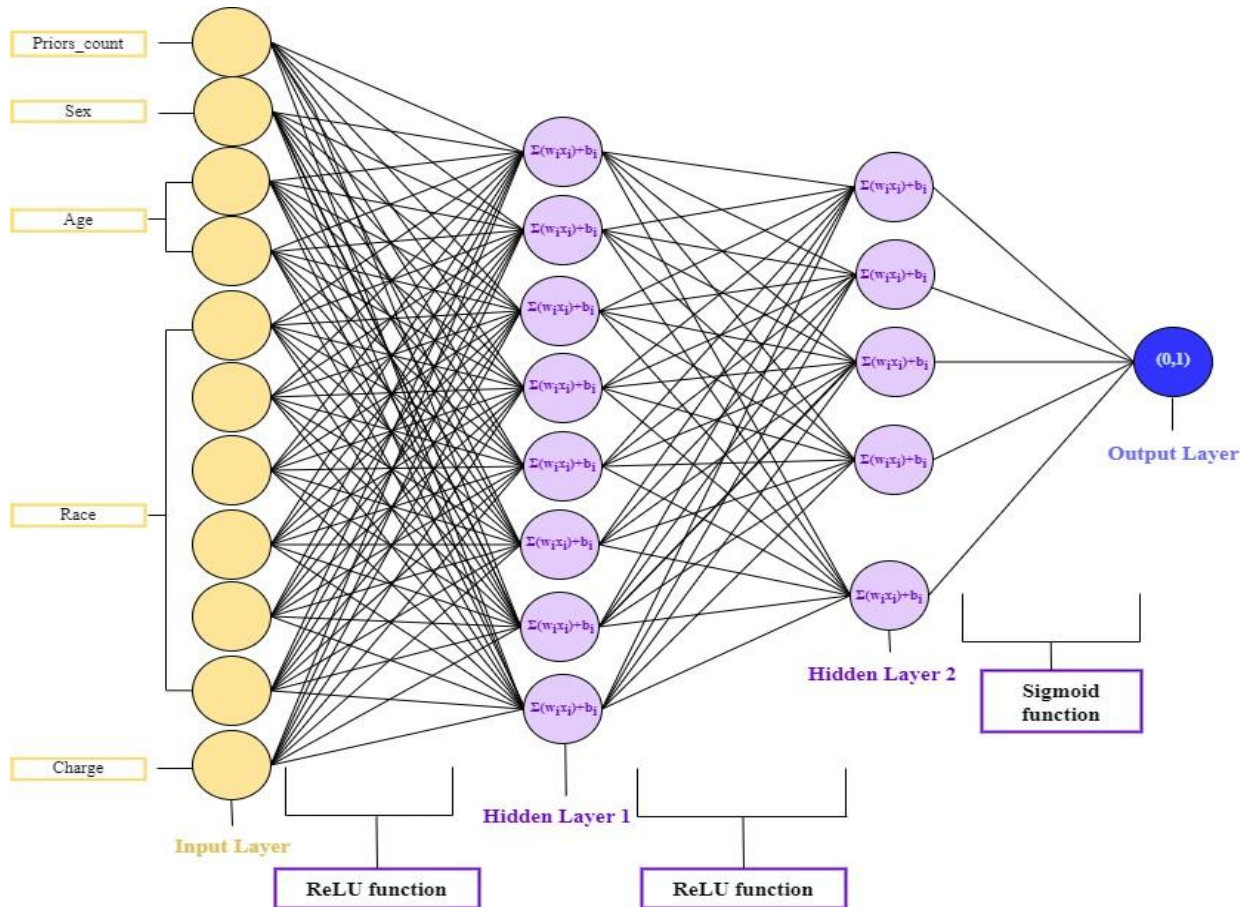 Priors_count
Sex
Age
Race
Charge
Input Layer
ReLU function
Σ(wᵢxᵢ)+bᵢ
Σ(wᵢxᵢ)+bᵢ
Σ(wᵢxᵢ)+bᵢ
Σ(wᵢxᵢ)+bᵢ
Σ(wᵢxᵢ)+bᵢ
Σ(wᵢxᵢ)+bᵢ
Σ(wᵢxᵢ)+bᵢ
Σ(wᵢxᵢ)+bᵢ
Hidden Layer 1
ReLU function
Σ(wᵢxᵢ)+bᵢ
Σ(wᵢxᵢ)+bᵢ
Σ(wᵢxᵢ)+bᵢ
Σ(wᵢxᵢ)+bᵢ
Σ(wᵢxᵢ)+bᵢ
Hidden Layer 2
Sigmoid
function
(0,1)
Output Layer